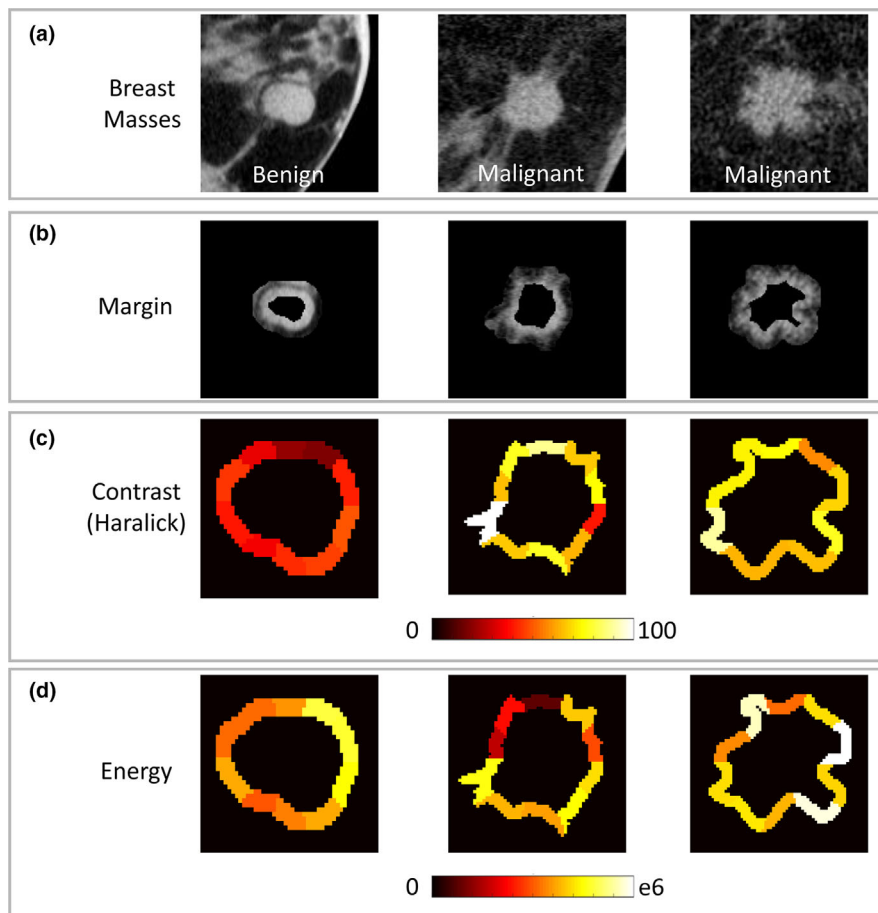 (a)
Breast
Masses
Benign
Malignant
Malignant
(b)
Margin
(c)
Contrast
(Haralick)
0
100
(d)
Energy
0
e6